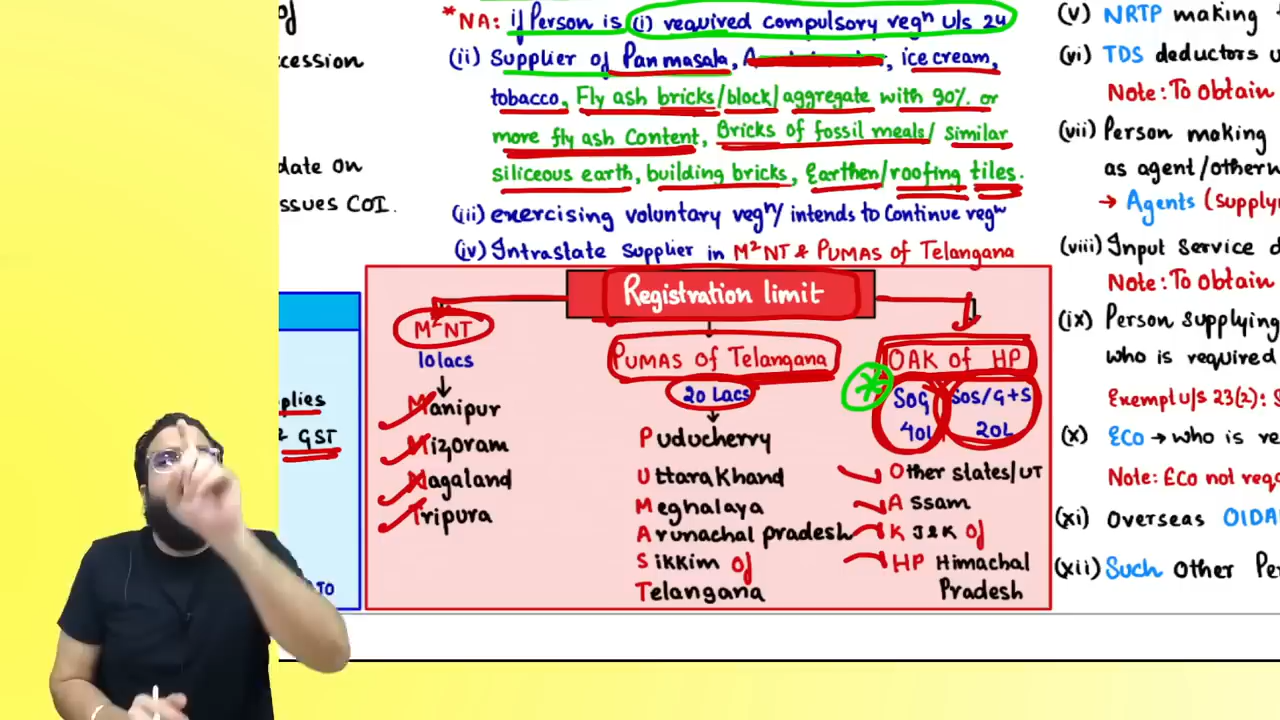 of
cession
date on
ssues COI.
plies
2 GST
TO
*NA: if Person is (i) required compulsory regⁿ u/s 24
(ii) Supplier of Pan masala, ice cream,
tobacco, Fly ash bricks/block/aggregate with 90% or
more fly ash Content, Bricks of fossil meals/ similar
siliceous earth, building bricks, Earthen/roofing tiles.
(iii) exercising voluntary regⁿ/ intends to Continue regⁿ
(iv) Intrastate Supplier in M²NT & PUMAS of Telangana
Registration limit
M²NT
10lacs
Manipur
Mizoram
Nagaland
Tripura
PUMAS of Telangana
20 Lacs
Puducherry
UttaraKhand
Meghalaya
Arunachal pradesh
Sikkim of
Telangana
OAK of HP
SOG
40L
SOS/G+S
20L
Other states/UT
Assam
K J&K of
HP Himachal
Pradesh
(v) NRTP making
(vi) TDS deductors u
Note: To Obtain
(vii) Person making
as agent/otherw
→ Agents (supplyi
(viii) Input Service d
Note: To Obtain
(ix) Person supplying
who is required
Exempt u/s 23(2): S
(x) ECO → who is re
Note: ECO not requ
(xi) Overseas OIDA
(xii) Such Other Pe